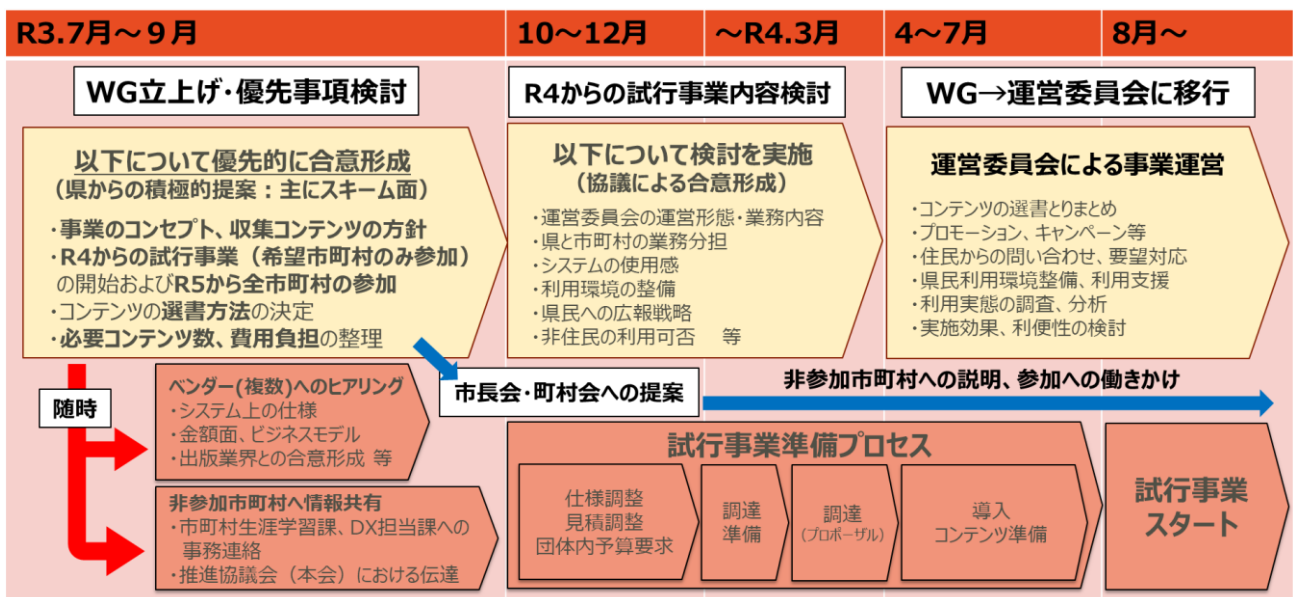 R3.7月～９月
10～12月
～R4.3月
4～7月
8月～
WG立上げ・優先事項検討
以下について優先的に合意形成
（県からの積極的提案：主にスキーム面）
・事業のコンセプト、収集コンテンツの方針
・R4からの試行事業（希望市町村のみ参加）
の開始およびR5から全市町村の参加
・コンテンツの選書方法の決定
・必要コンテンツ数、費用負担の整理
R4からの試行事業内容検討
以下について検討を実施
（協議による合意形成）
・運営委員会の運営形態・業務内容
・県と市町村の業務分担
・システムの使用感
・利用環境の整備
・県民への広報戦略
・非住民の利用可否　等
WG→運営委員会に移行
運営委員会による事業運営
・コンテンツの選書とりまとめ
・プロモーション、キャンペーン等
・住民からの問い合わせ、要望対応
・県民利用環境整備、利用支援
・利用実態の調査、分析
・実施効果、利便性の検討
随時
ベンダー(複数)へのヒアリング
・システム上の仕様
・金額面、ビジネスモデル
・出版業界との合意形成 等
非参加市町村へ情報共有
・市町村生涯学習課、DX担当課への
事務連絡
・推進協議会（本会）における伝達
市長会・町村会への提案
非参加市町村への説明、参加への働きかけ
試行事業準備プロセス
仕様調整
見積調整
団体内予算要求
調達
準備
調達
(プロポーザル)
導入
コンテンツ準備
試行事業
スタート